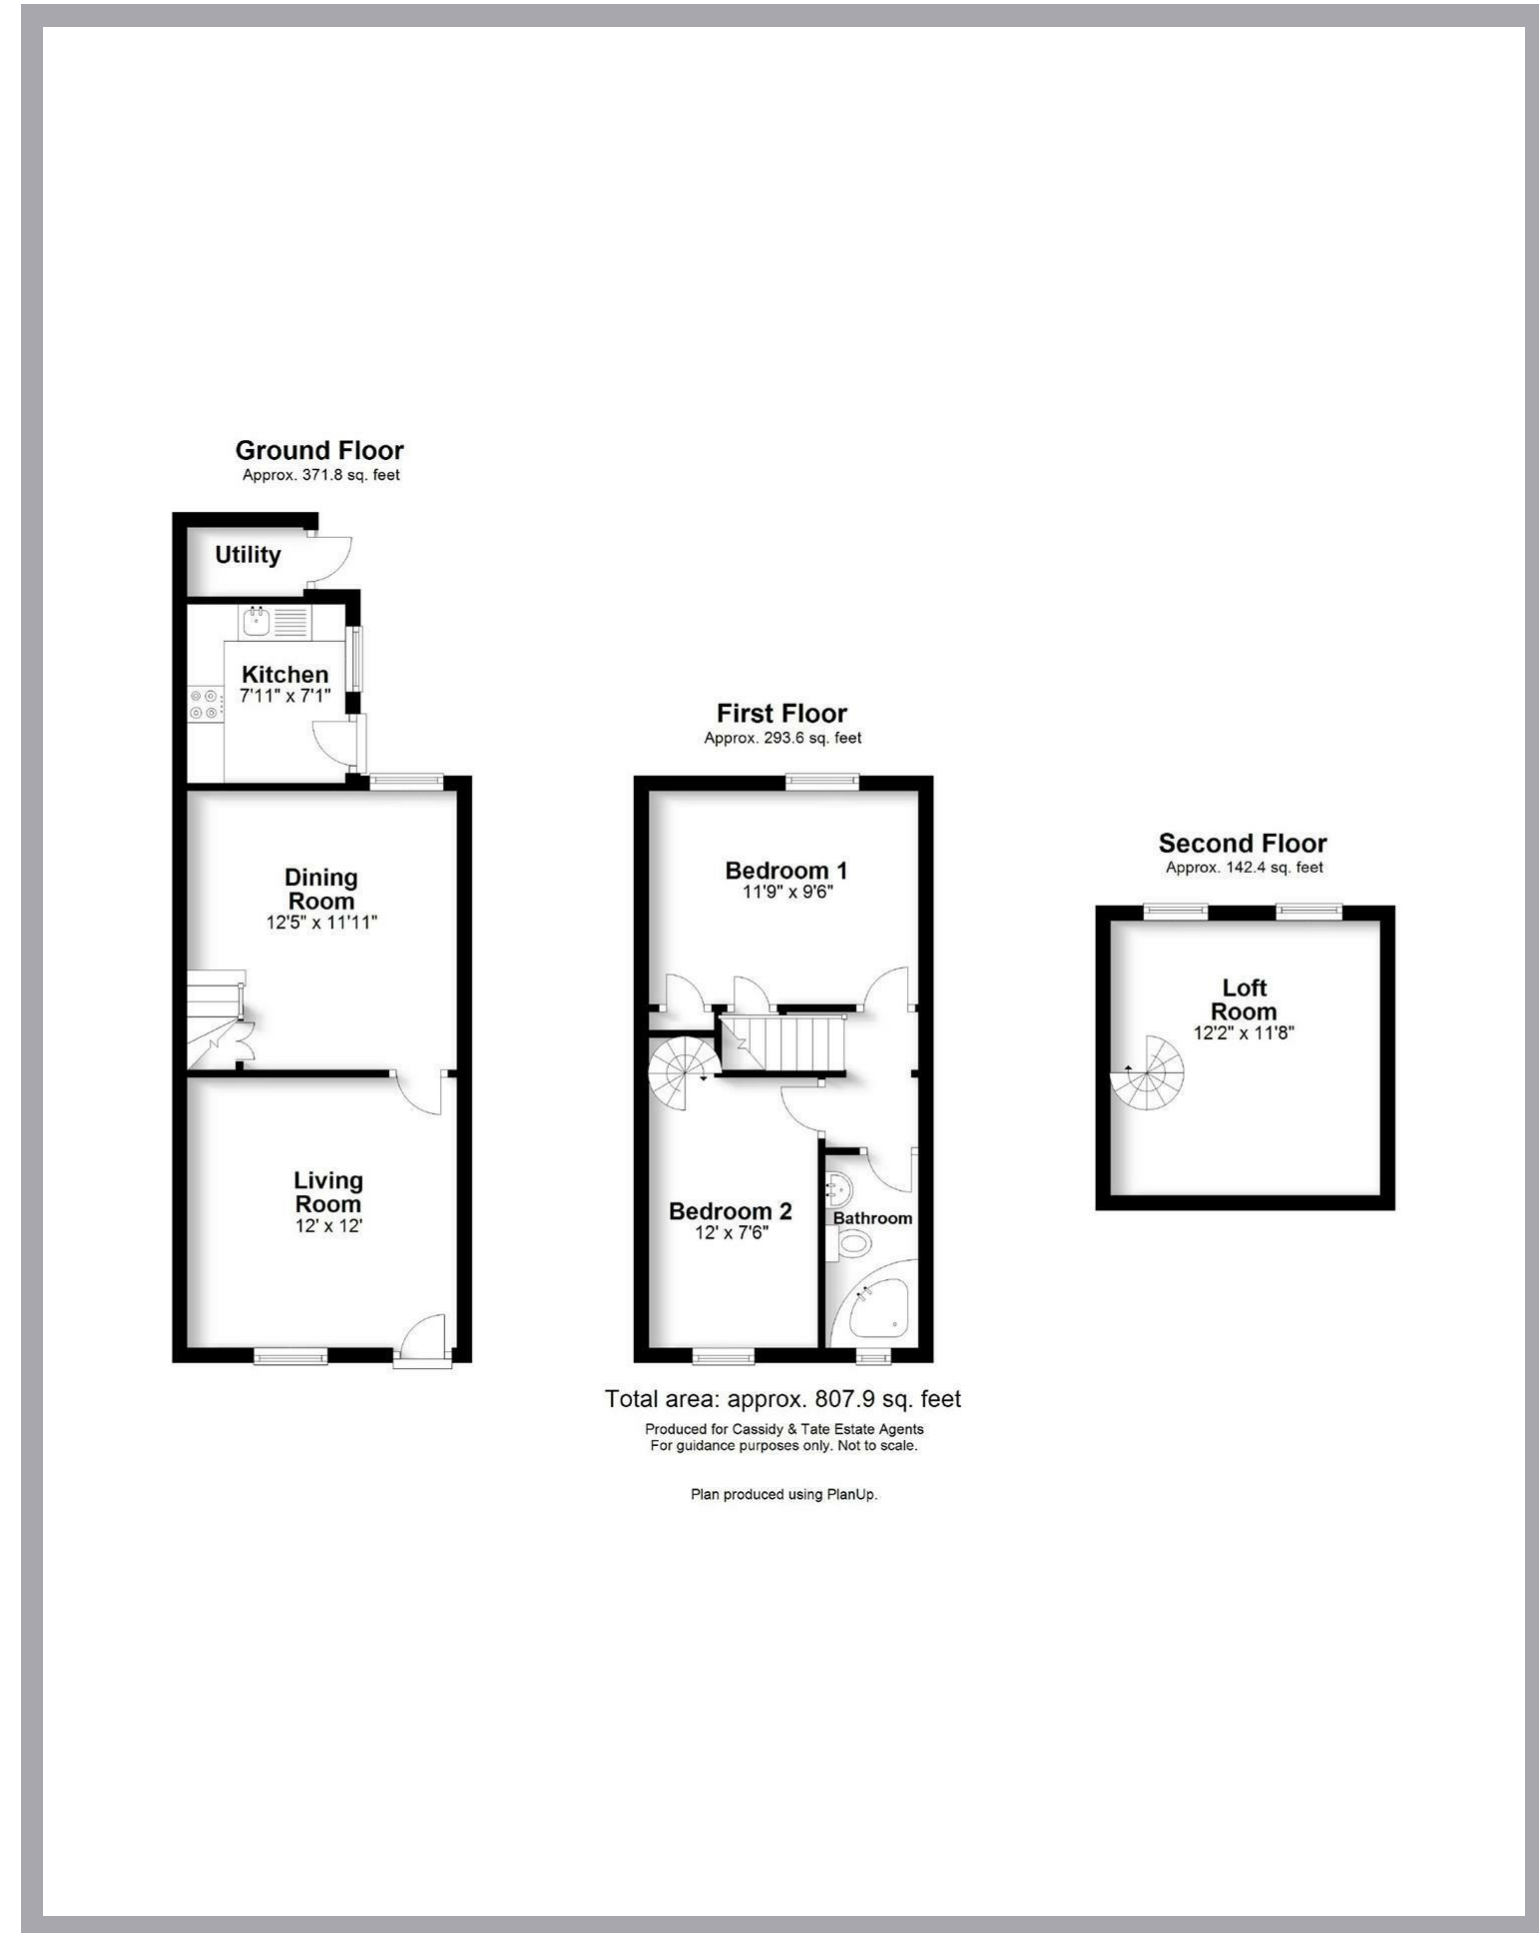 Ground Floor
Approx. 371.8 sq. feet
Utility
Kitchen
7'11" x 7'1"
Dining
Room
12'5" x 11'11"
Living
Room
12' x 12'
First Floor
Approx. 293.6 sq. feet
Bedroom 1
11'9" x 9'6"
Bedroom 2
12' x 7'6"
Bathroom
Second Floor
Approx. 142.4 sq. feet
Loft
Room
12'2" x 11'8"
Total area: approx. 807.9 sq. feet
Produced for Cassidy & Tate Estate Agents
For guidance purposes only. Not to scale.
Plan produced using PlanUp.